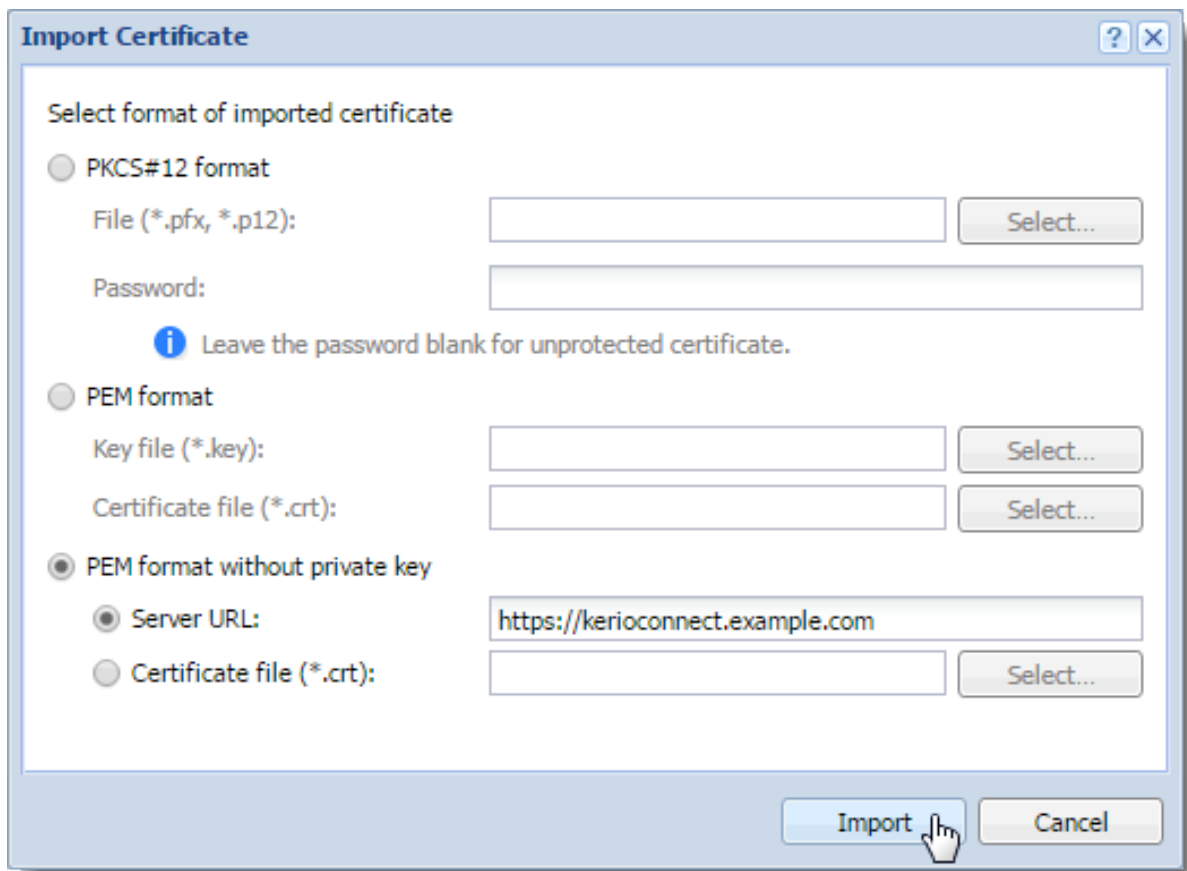 Import Certificate
?
Select format of imported certificate
PKCS#12 format
File (*.pfx, *.p12): Select...
Password:
i Leave the password blank for unprotected certificate.
PEM format
Key file (*.key): Select...
Certificate file (*.crt): Select...
PEM format without private key
Server URL: https://kerioconnect.example.com
Certificate file (*.crt): Select...
Import Cancel